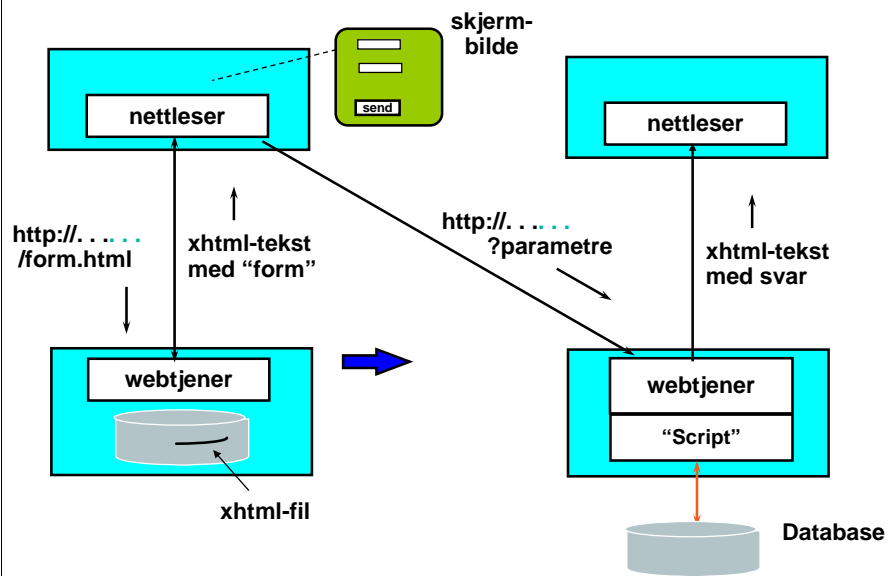 skjerm-
bilde
send
nettleser
nettleser
http://. . . . . .
/form.html
xhtml-tekst
med “form”
http://. . . . . .
?parametre
xhtml-tekst
med svar
webtjener
webtjener
“Script”
xhtml-fil
Database